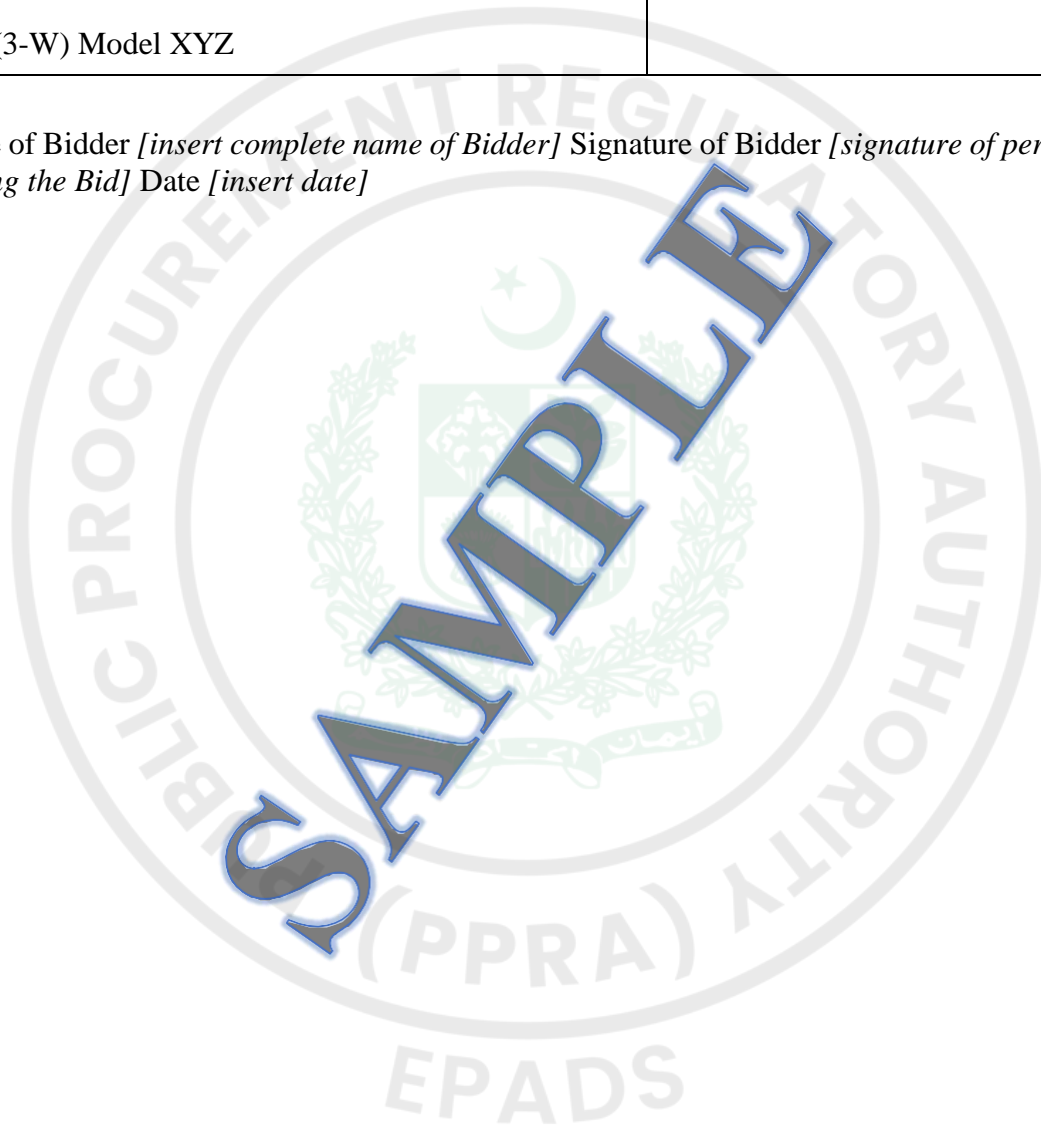 (3-W) Model XYZ
of Bidder [insert complete name of Bidder] Signature of Bidder [signature of
the Bid] Date [insert date]
SAMPLE
PUBLIC PROCUREMENT REGULATORY AUTHORITY
(PPRA)
EPADS